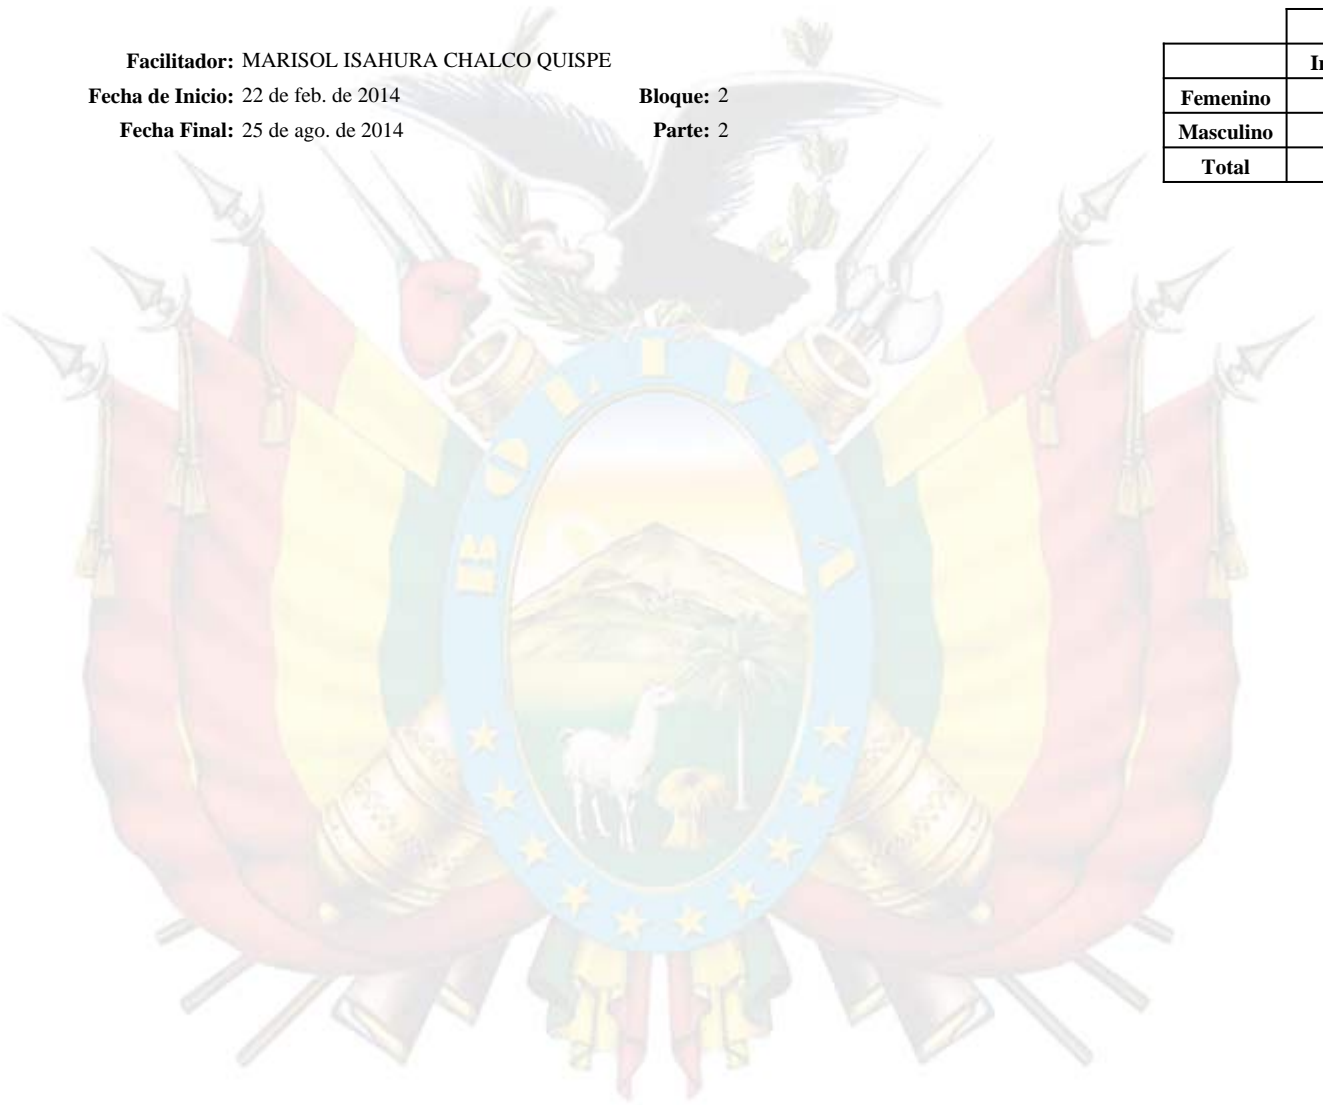 Facilitador: MARISOL ISAHURA CHALCO QUISPE
Fecha de Inicio: 22 de feb. de 2014 Bloque: 2
Fecha Final: 25 de ago. de 2014 Parte: 2
Femenino
Masculino
Total
BOLIVIA